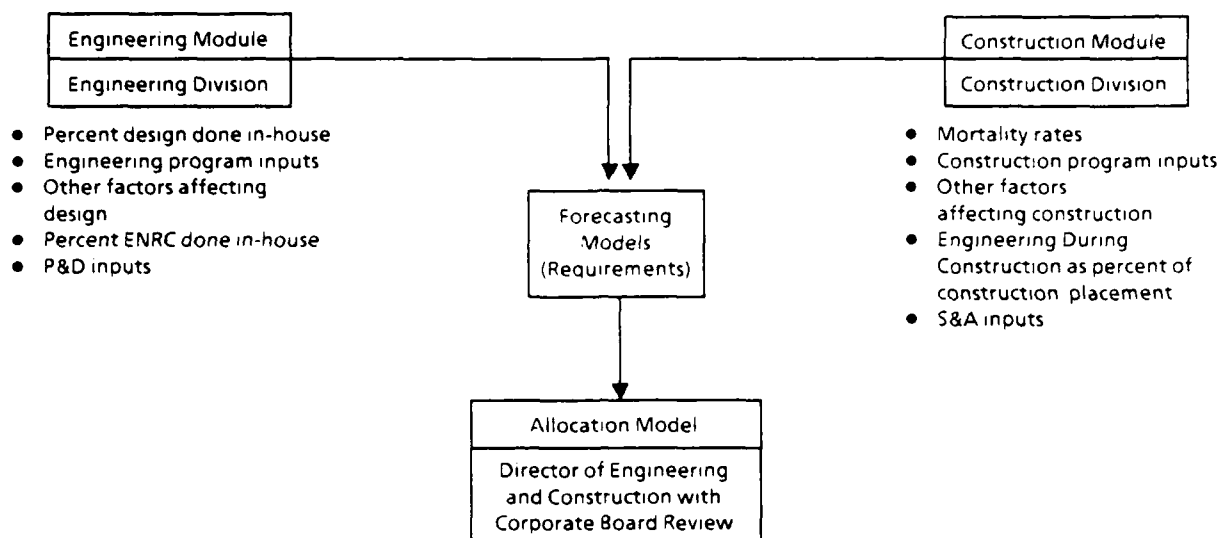 Engineering Module
Engineering Division
● Percent design done in-house
● Engineering program inputs
● Other factors affecting
design
● Percent ENRC done in-house
● P&D inputs
Construction Module
Construction Division
● Mortality rates
● Construction program inputs
● Other factors
affecting construction
● Engineering During
Construction as percent of
construction placement
● S&A inputs
Forecasting
Models
(Requirements)
Allocation Model
Director of Engineering
and Construction with
Corporate Board Review